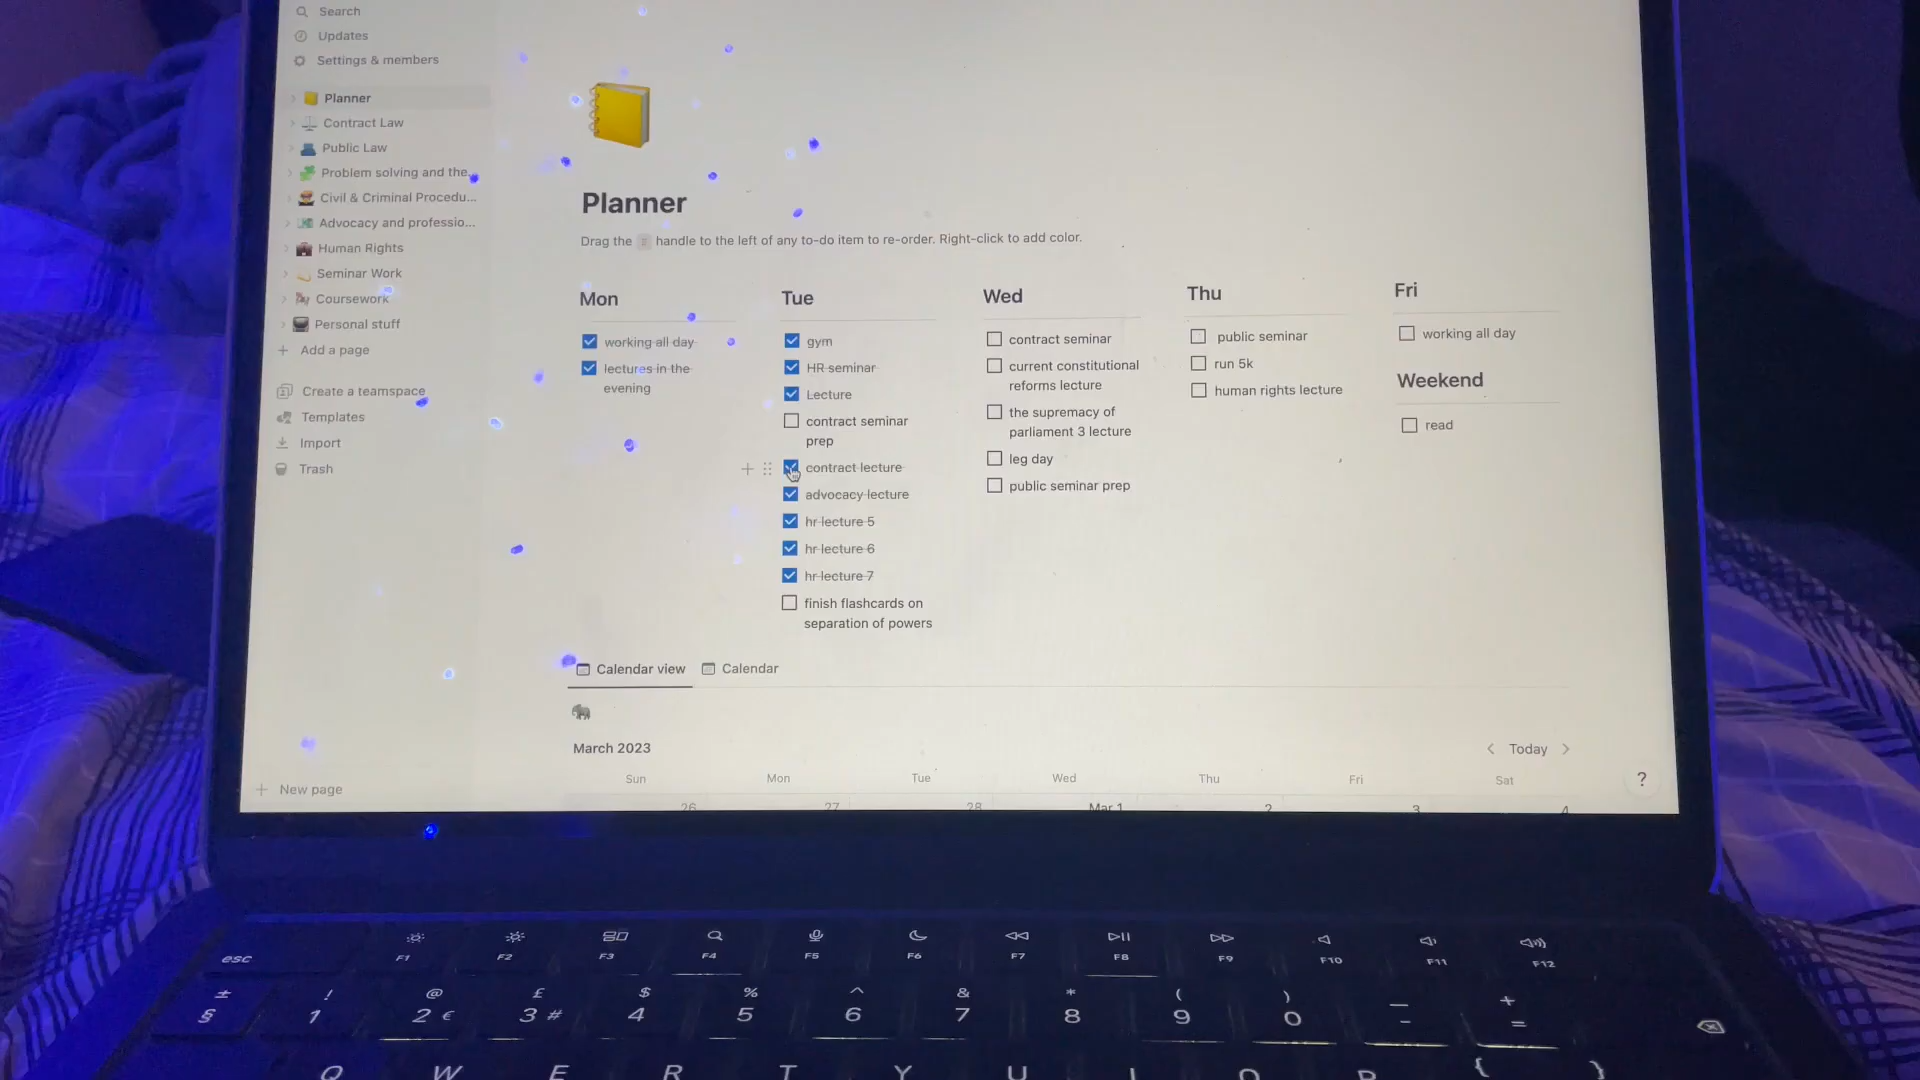 Search
Updates
Settings & members
Planner
Contract Law
Public Law
Problem solving and the...
Civil & Criminal Procedu...
Advocacy and professio...
Human Rights
Seminar Work
Coursework
Personal stuff
+ Add a page
Create a teamspace
Templates
Import
Trash
+ New page
Planner
Drag the handle to the left of any to-do item to re-order. Right-click to add color.
Mon
working all day
lectures in the
evening
Tue
gym
HR seminar
Lecture
contract seminar
prep
contract lecture
advocacy lecture
hr lecture 5
hr lecture 6
hr lecture 7
finish flashcards on
separation of powers
Wed
contract seminar
current constitutional
reforms lecture
the supremacy of
parliament 3 lecture
leg day
public seminar prep
Thu
public seminar
run 5k
human rights lecture
Fri
working all day
Weekend
read
Calendar view Calendar
March 2023
Today
Sun Mon Tue Wed Thu Fri Sat
26 27 28 Mar 1 2 3 4
?
esc F1 F2 F3 F4 F5 F6 F7 F8 F9 F10 F11 F12
± ! @ £ $ % ^ & * ( ) _ +
§ 1 2 € 3 # 4 5 6 7 8 9 0 - =
Q W E R T Y U I O P { }